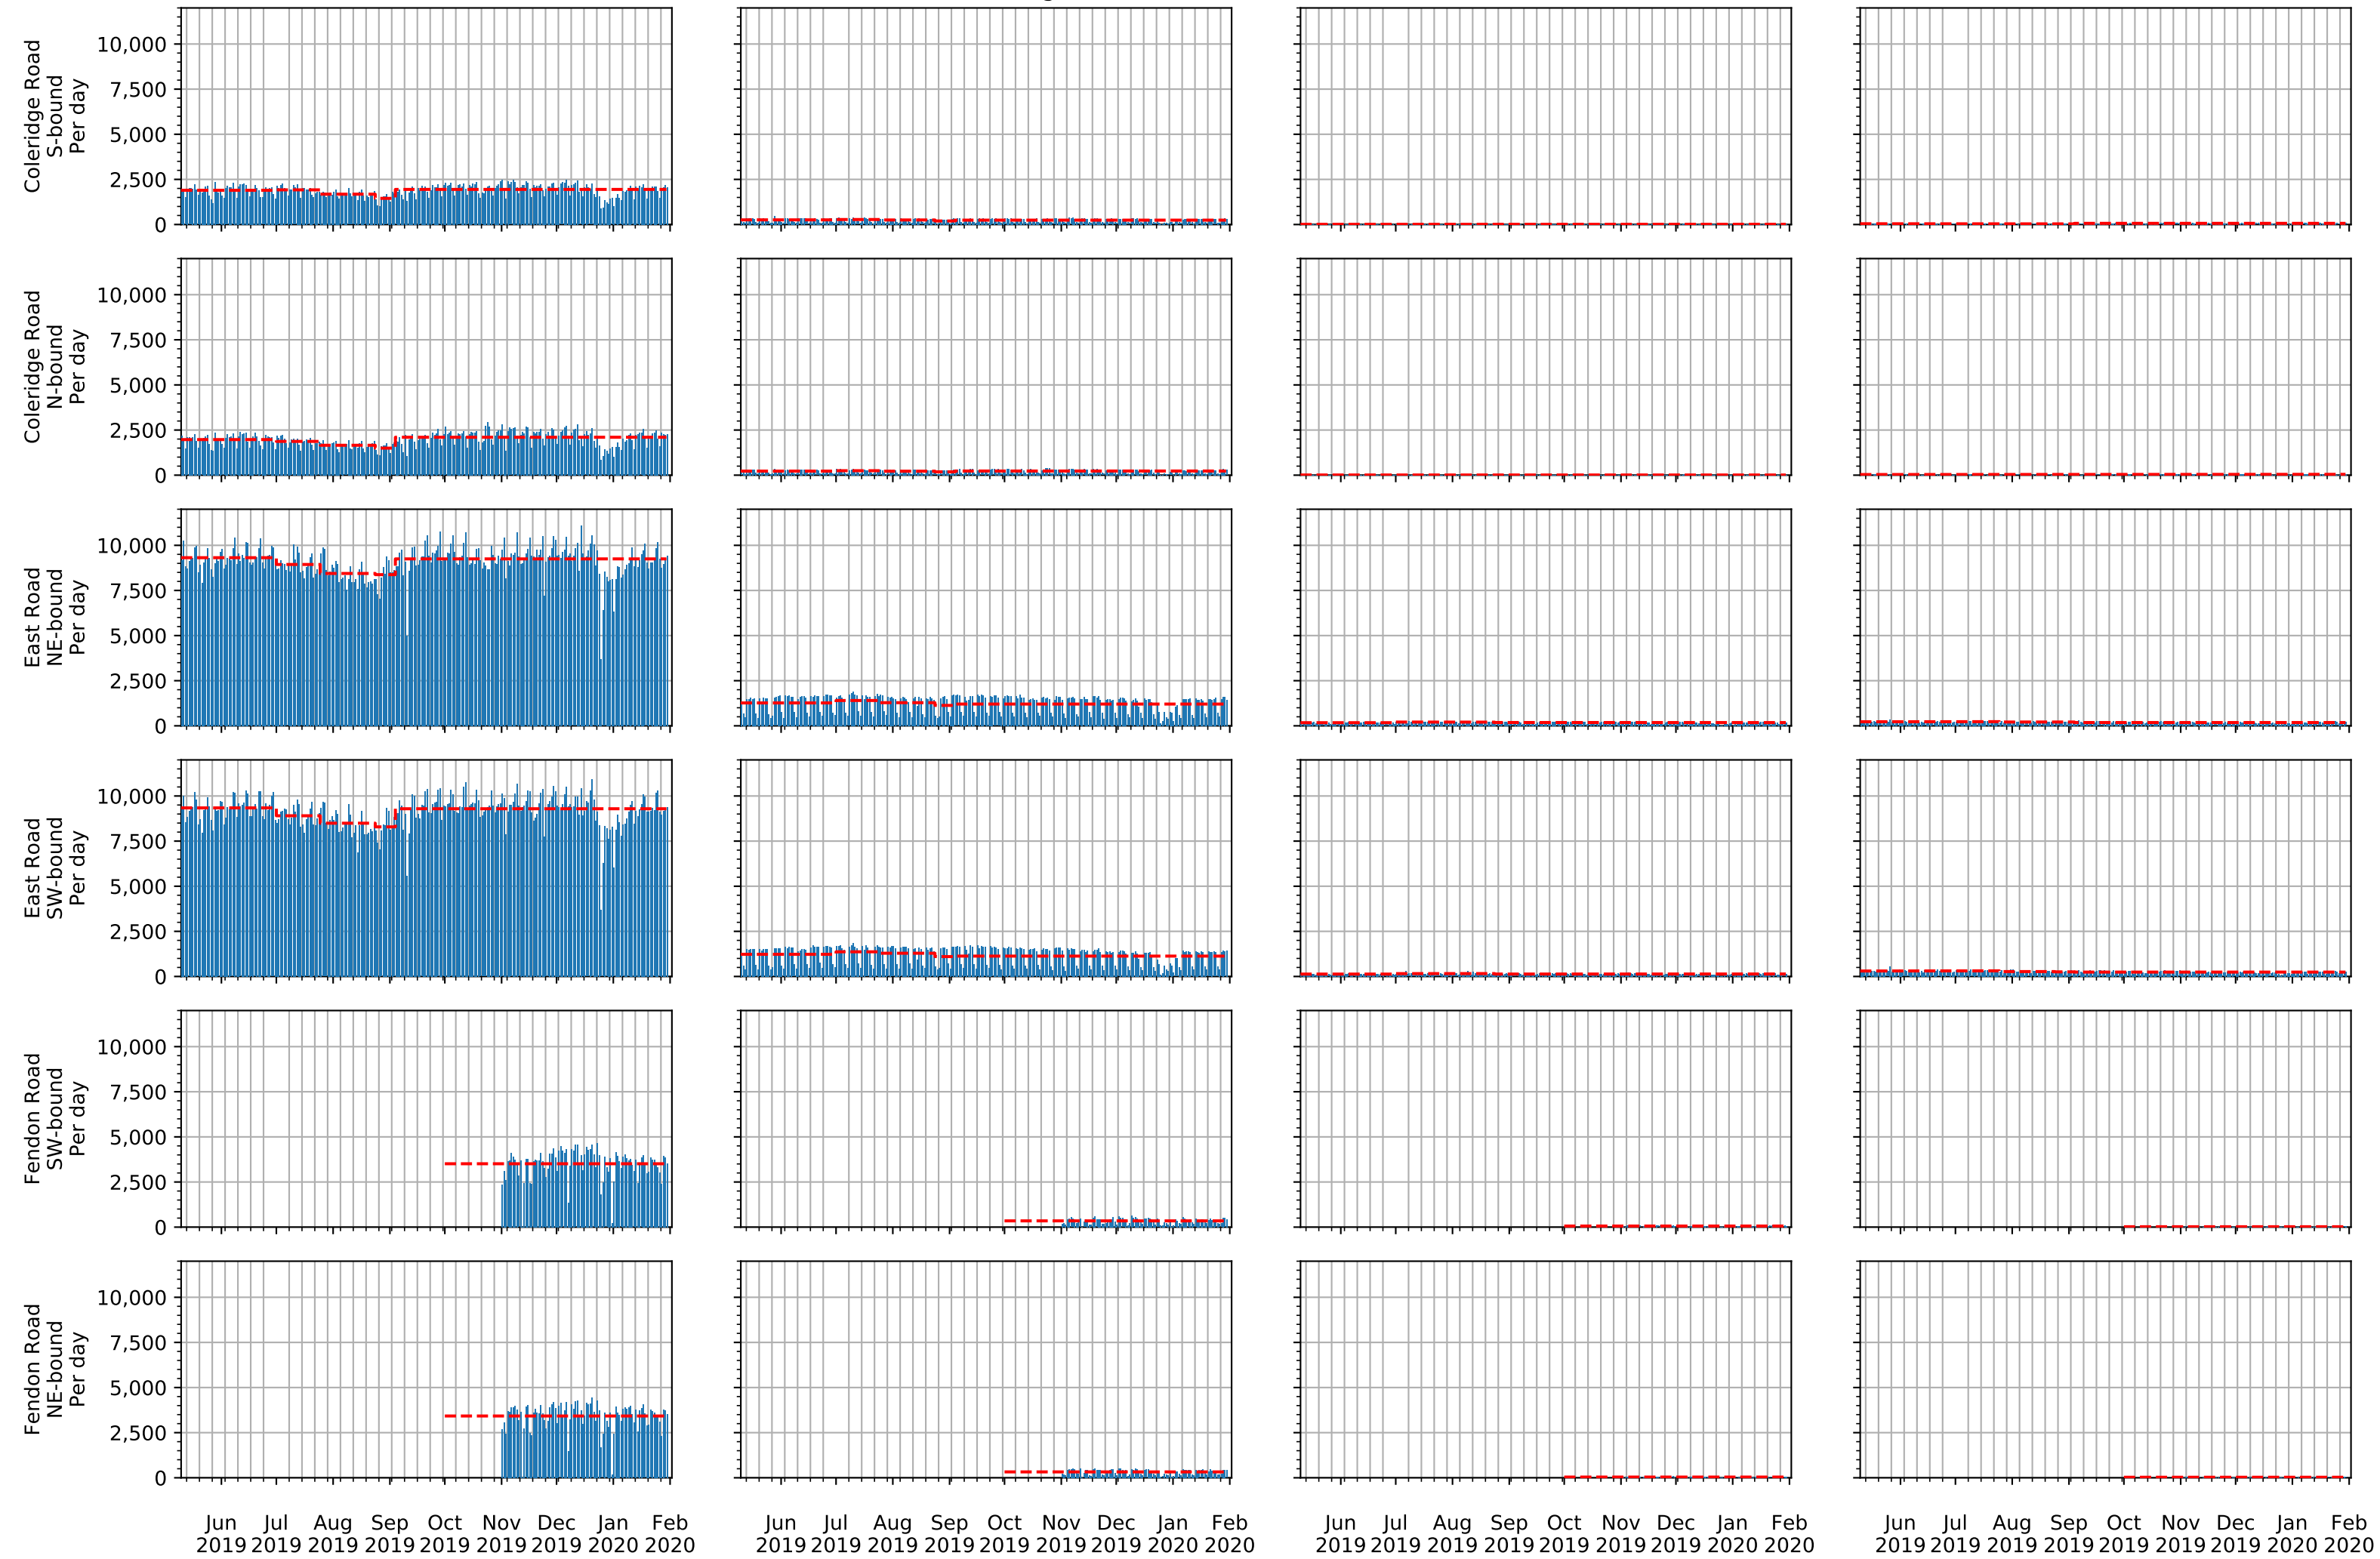 Coleridge Road
S-bound
Per day
10,000
7,500
5,000
2,500
0
Coleridge Road
N-bound
Per day
10,000
7,500
5,000
2,500
0
East Road
NE-bound
Per day
10,000
7,500
5,000
2,500
0
East Road
SW-bound
Per day
10,000
7,500
5,000
2,500
0
Fendon Road
SW-bound
Per day
10,000
7,500
5,000
2,500
0
Fendon Road
NE-bound
Per day
10,000
7,500
5,000
2,500
0
Jun Jul Aug Sep Oct Nov Dec Jan Feb
2019 2019 2019 2019 2019 2019 2019 2020 2020
Jun Jul Aug Sep Oct Nov Dec Jan Feb
2019 2019 2019 2019 2019 2019 2019 2020 2020
Jun Jul Aug Sep Oct Nov Dec Jan Feb
2019 2019 2019 2019 2019 2019 2019 2020 2020
Jun Jul Aug Sep Oct Nov Dec Jan Feb
2019 2019 2019 2019 2019 2019 2019 2020 2020